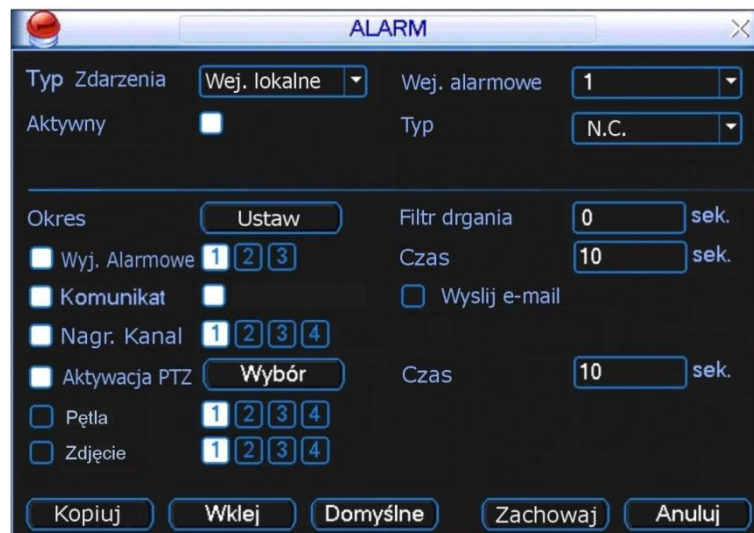 ALARM
Typ Zdarzenia Wej. lokalne Wej. alarmowe 1
Aktywny Typ N.C.
Okres Ustaw Filtr drgania 0 sek.
Wyj. Alarmowe 1 2 3 Czas 10 sek.
Komunikat Wyslij e-mail
Nagr. Kanal 1 2 3 4
Aktywacja PTZ Wybór Czas 10 sek.
Pętla 1 2 3 4
Zdjęcie 1 2 3 4
Kopiuj Wklej Domyślne Zachowaj Anuluj